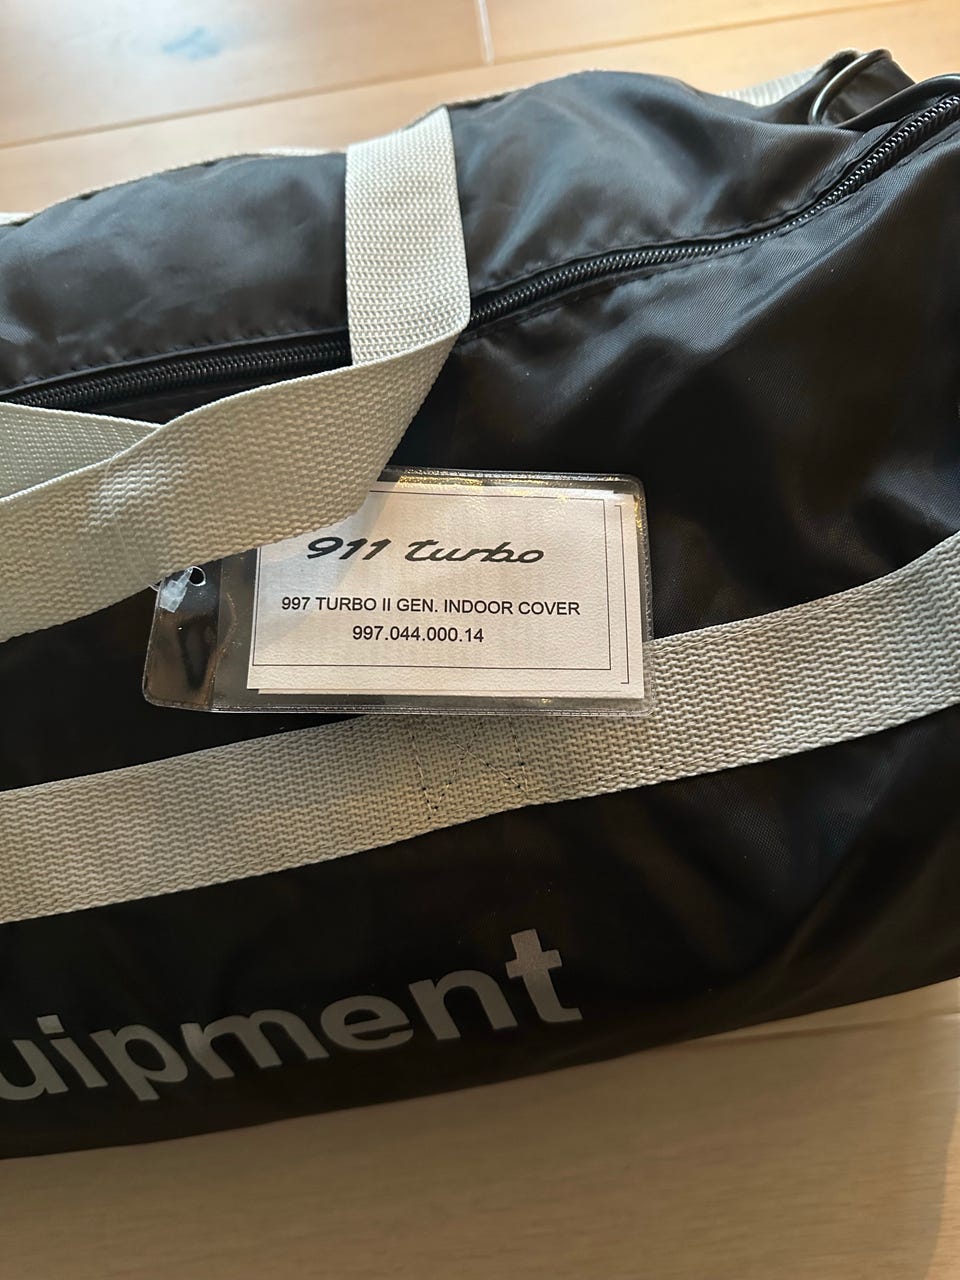 911 turbo
997 TURBO II GEN. INDOOR COVER
997.044.000.14
uipment